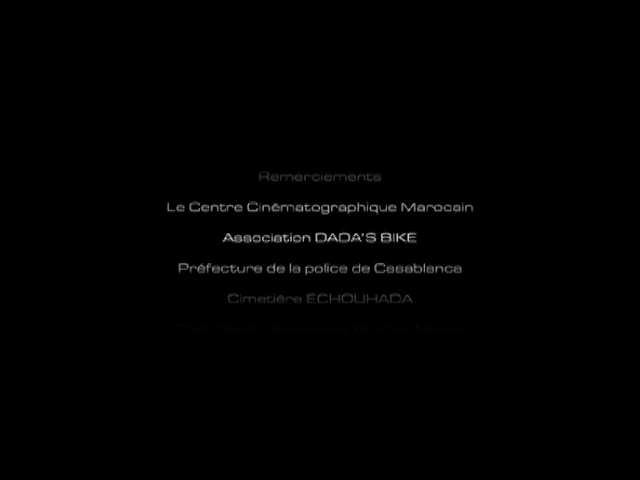 Remerciements
Le Centre Cinématographique Marocain
Association DADA'S BIKE
Préfecture de la police de Casablanca
Cimetière ECHOUHADA